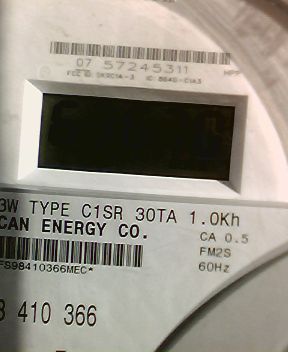 07 57245311
3W TYPE C1SR 30TA 1.0Kh
CAN ENERGY CO.
CA 0.5
FM2S
60Hz
FS98410366MEC*
3 410 366